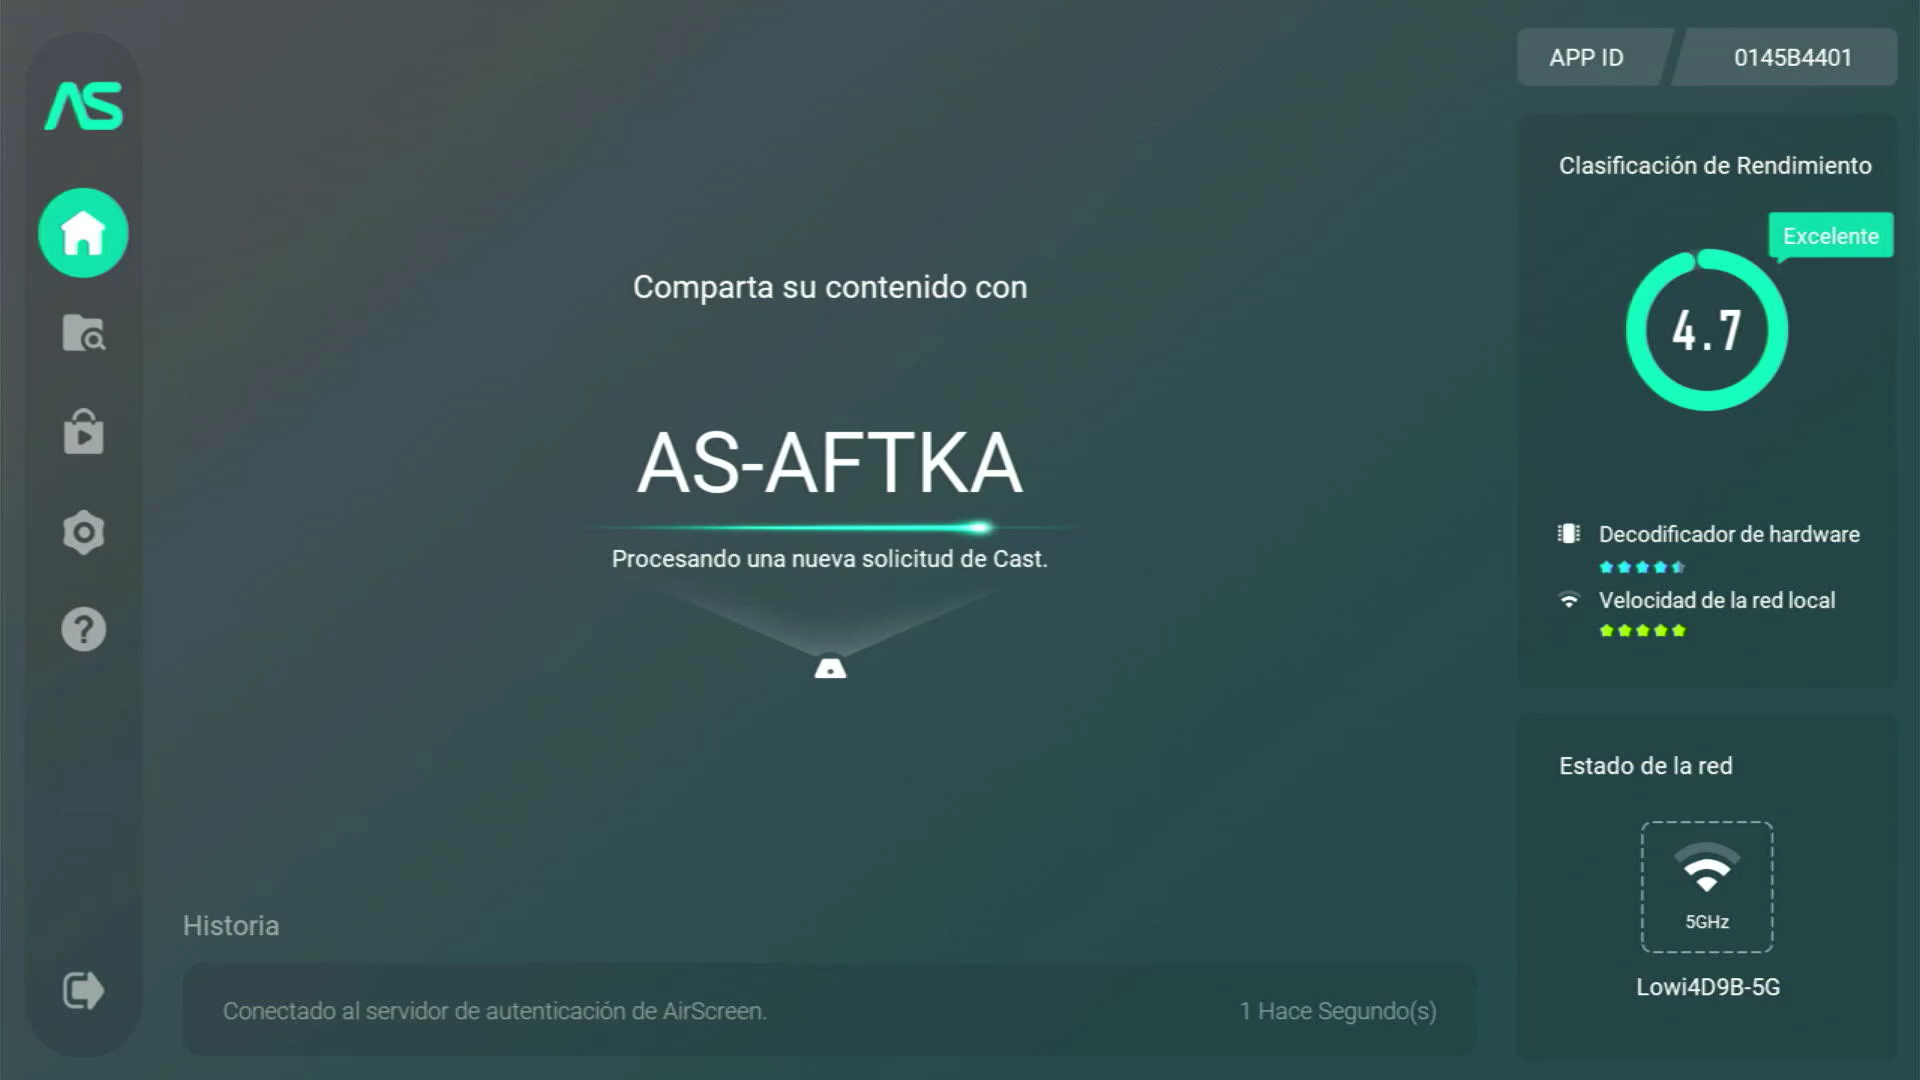 AS
APP ID
0145B4401
Clasificación de Rendimiento
Excelente
4.7
Comparta su contenido con
AS-AFTKA
Procesando una nueva solicitud de Cast.
Decodificador de hardware
Velocidad de la red local
Estado de la red
5GHz
Lowi4D9B-5G
Historia
Conectado al servidor de autenticación de AirScreen.
1 Hace Segundo(s)